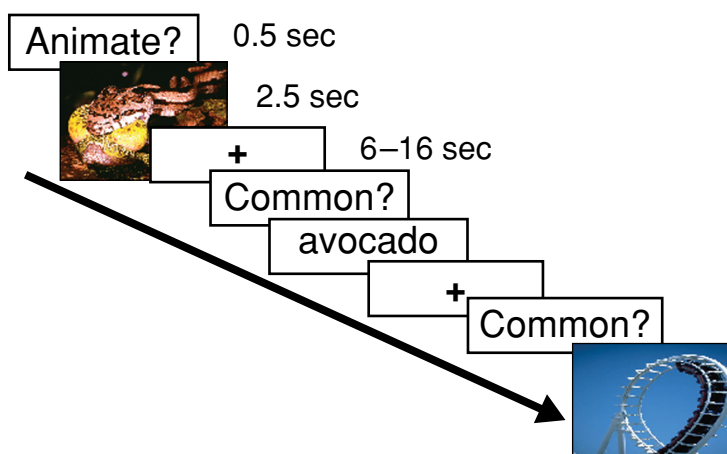 Animate?
0.5 sec
2.5 sec
+
6–16 sec
Common?
avocado
+
Common?